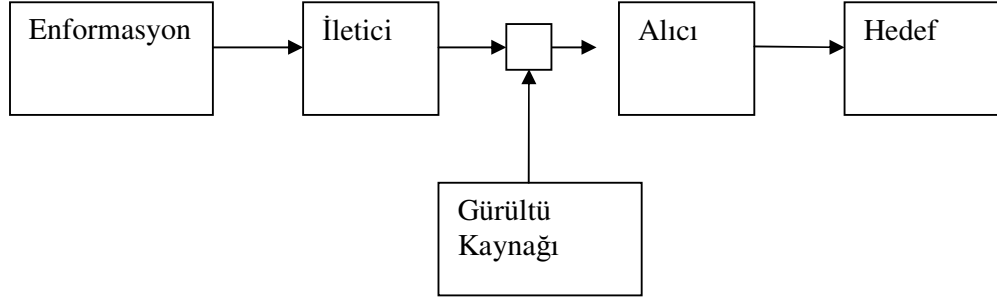 Enformasyon
İletici
Alıcı
Hedef
Gürültü
Kaynağı